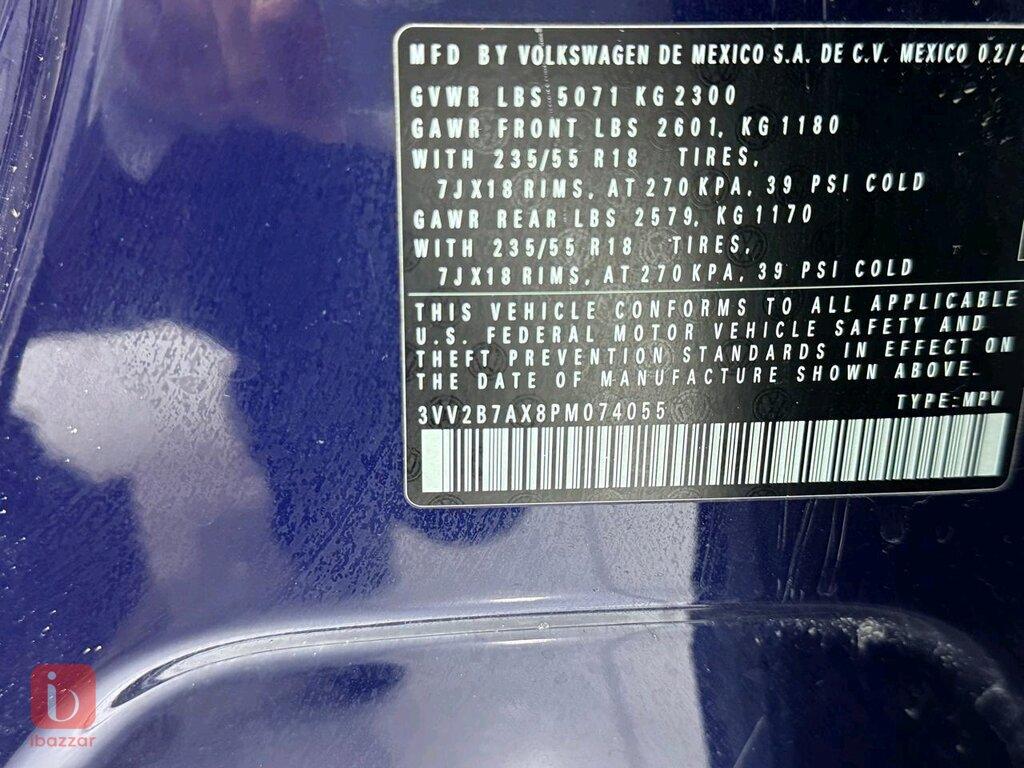 MFD BY VOLKSWAGEN DE MEXICO S.A. DE C.V. MEXICO 02/2
GVWR LBS 5071 KG 2300
GAWR FRONT LBS 2601, KG 1180
WITH 235/55 R18 TIRES,
7JX18 RIMS, AT 270 KPA, 39 PSI COLD
GAWR REAR LBS 2579, KG 1170
WITH 235/55 R18 TIRES,
7JX18 RIMS, AT 270 KPA, 39 PSI COLD
THIS VEHICLE CONFORMS TO ALL APPLICABLE
U.S. FEDERAL MOTOR VEHICLE SAFETY AND
THEFT PREVENTION STANDARDS IN EFFECT ON
THE DATE OF MANUFACTURE SHOWN ABOVE.
TYPE: MPV
3VV2B7AX8PM074055
ibazzar